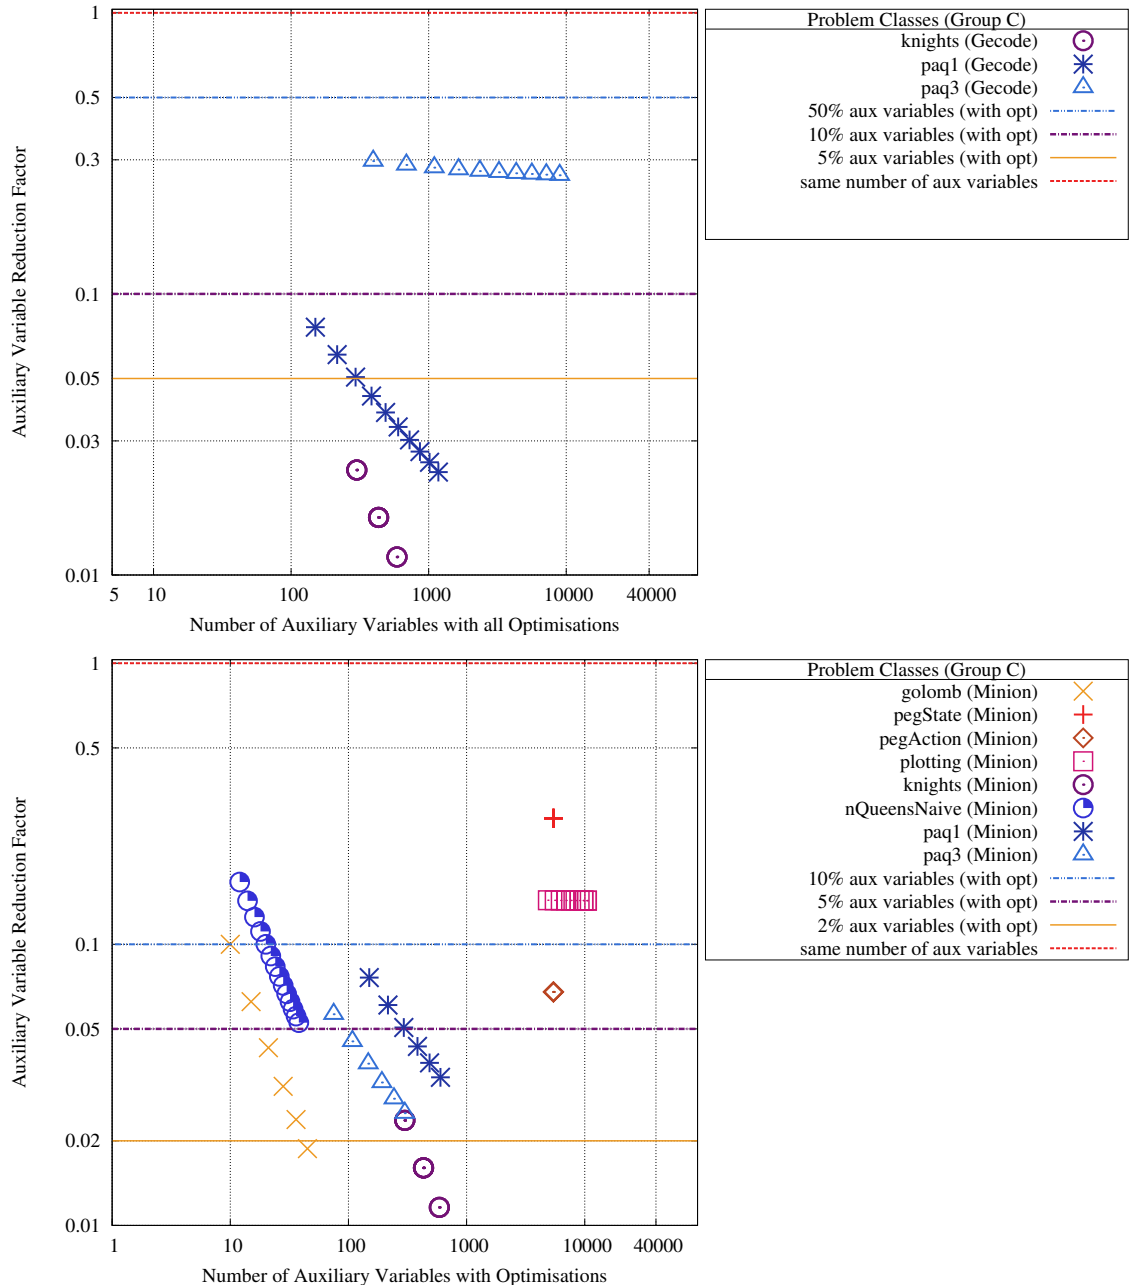 1
0.5
0.3
0.1
0.05
0.03
0.01
Auxiliary Variable Reduction Factor
5 10 100 1000 10000 40000
Number of Auxiliary Variables with all Optimisations
Problem Classes (Group C)
knights (Gecode)
paq1 (Gecode)
paq3 (Gecode)
50% aux variables (with opt)
10% aux variables (with opt)
5% aux variables (with opt)
same number of aux variables
1
0.5
0.1
0.05
0.02
0.01
Auxiliary Variable Reduction Factor
1 10 100 1000 10000 40000
Number of Auxiliary Variables with Optimisations
Problem Classes (Group C)
golomb (Minion)
pegState (Minion)
pegAction (Minion)
plotting (Minion)
knights (Minion)
nQueensNaive (Minion)
paq1 (Minion)
paq3 (Minion)
10% aux variables (with opt)
5% aux variables (with opt)
2% aux variables (with opt)
same number of aux variables